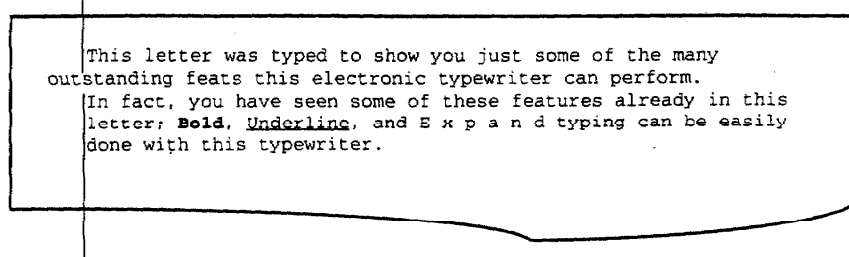 This letter was typed to show you just some of the many
outstanding feats this electronic typewriter can perform.
In fact, you have seen some of these features already in this
letter; Bold, Underline, and E x p a n d typing can be easily
done with this typewriter.